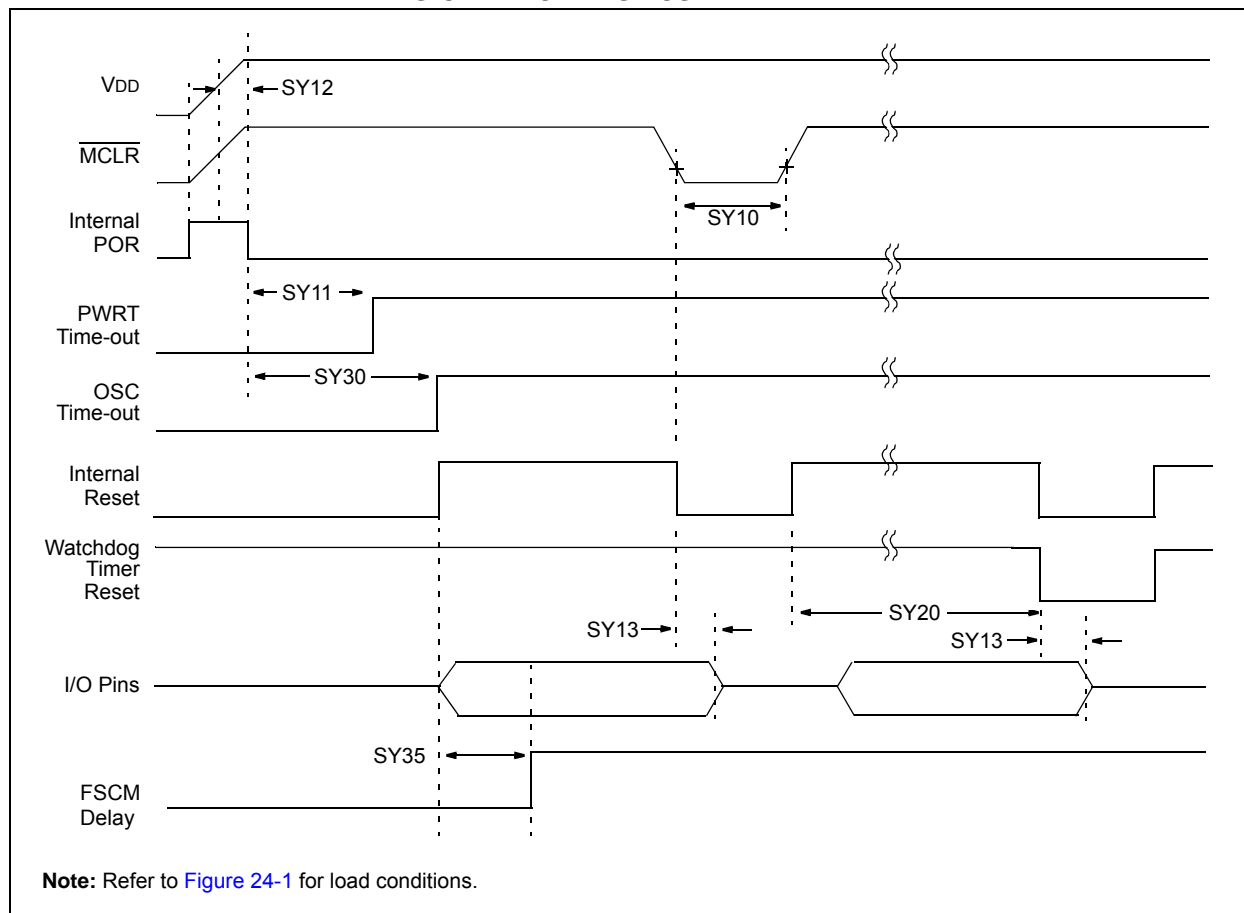 VDD
SY12
MCLR
SY10
Internal
POR
SY11
PWRT
Time-out
SY30
OSC
Time-out
Internal
Reset
Watchdog
Timer
Reset
SY20
SY13
SY13
I/O Pins
SY35
FSCM
Delay
Note: Refer to Figure 24-1 for load conditions.